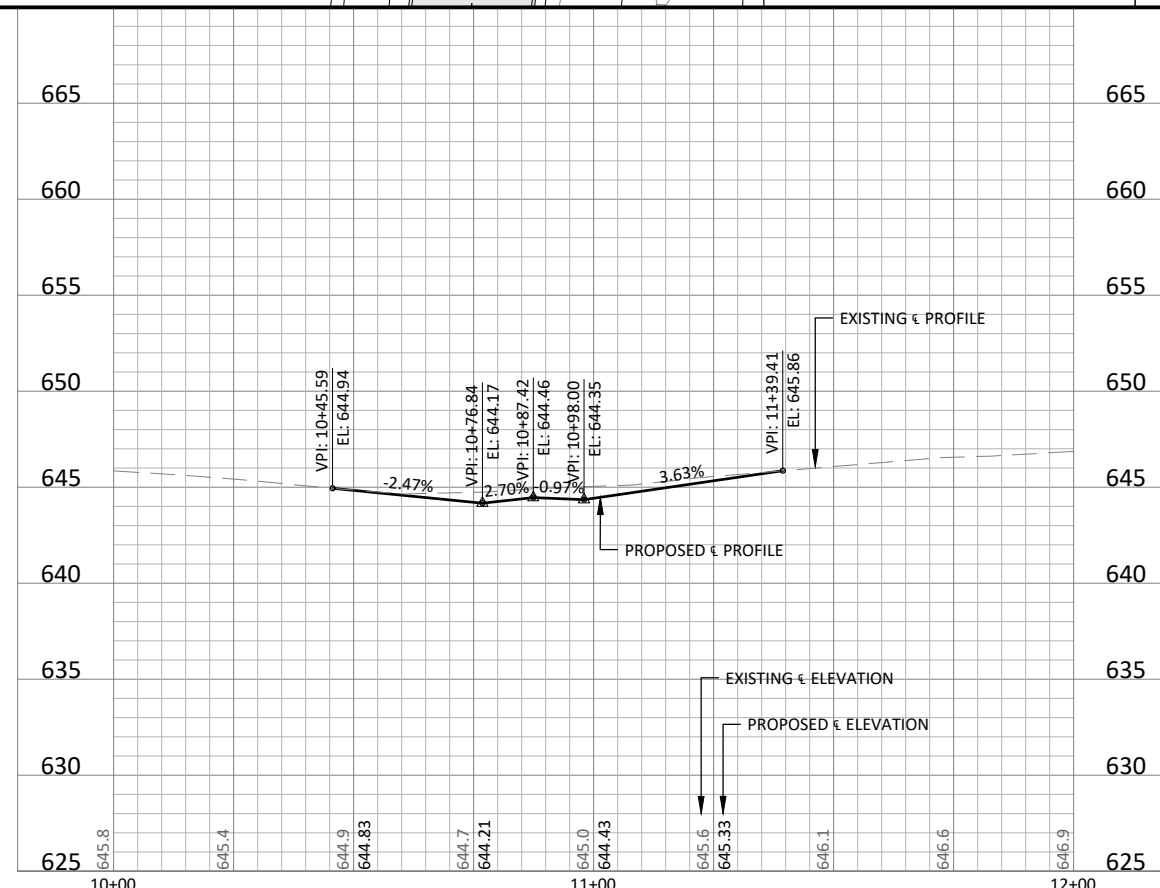 665
665
660
660
655
655
EXISTING ℄ PROFILE
650
650
VPI: 10+45.59
EL: 644.94
VPI: 10+76.84
EL: 644.17
VPI: 10+87.42
EL: 644.46
VPI: 10+98.00
EL: 644.35
VPI: 11+39.41
EL: 645.86
645
645
-2.47%
2.70%
-0.97%
3.63%
PROPOSED ℄ PROFILE
640
640
635
635
EXISTING ℄ ELEVATION
PROPOSED ℄ ELEVATION
630
630
645.8
645.4
644.9
644.83
644.7
644.21
645.0
644.43
645.6
645.33
646.1
646.6
646.9
625
625
10+00
11+00
12+00